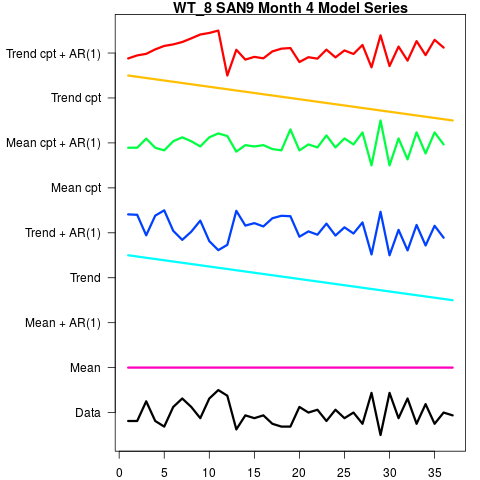 WT_8 SAN9 Month 4 Model Series
Trend cpt + AR(1)
Trend cpt
Mean cpt + AR(1)
Mean cpt
Trend + AR(1)
Trend
Mean + AR(1)
Mean
Data
0 5 10 15 20 25 30 35